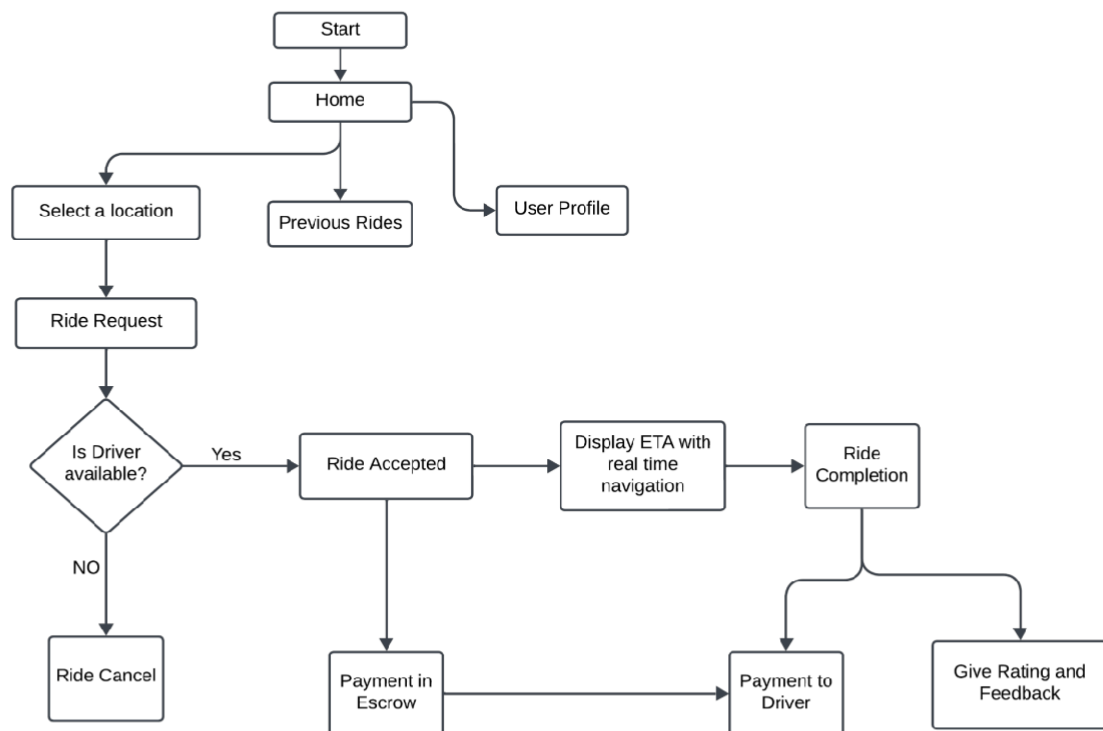 Start
Home
Select a location
Previous Rides
User Profile
Ride Request
Is Driver
available?
Yes
Ride Accepted
Display ETA with
real time
navigation
Ride
Completion
NO
Ride Cancel
Payment in
Escrow
Payment to
Driver
Give Rating and
Feedback